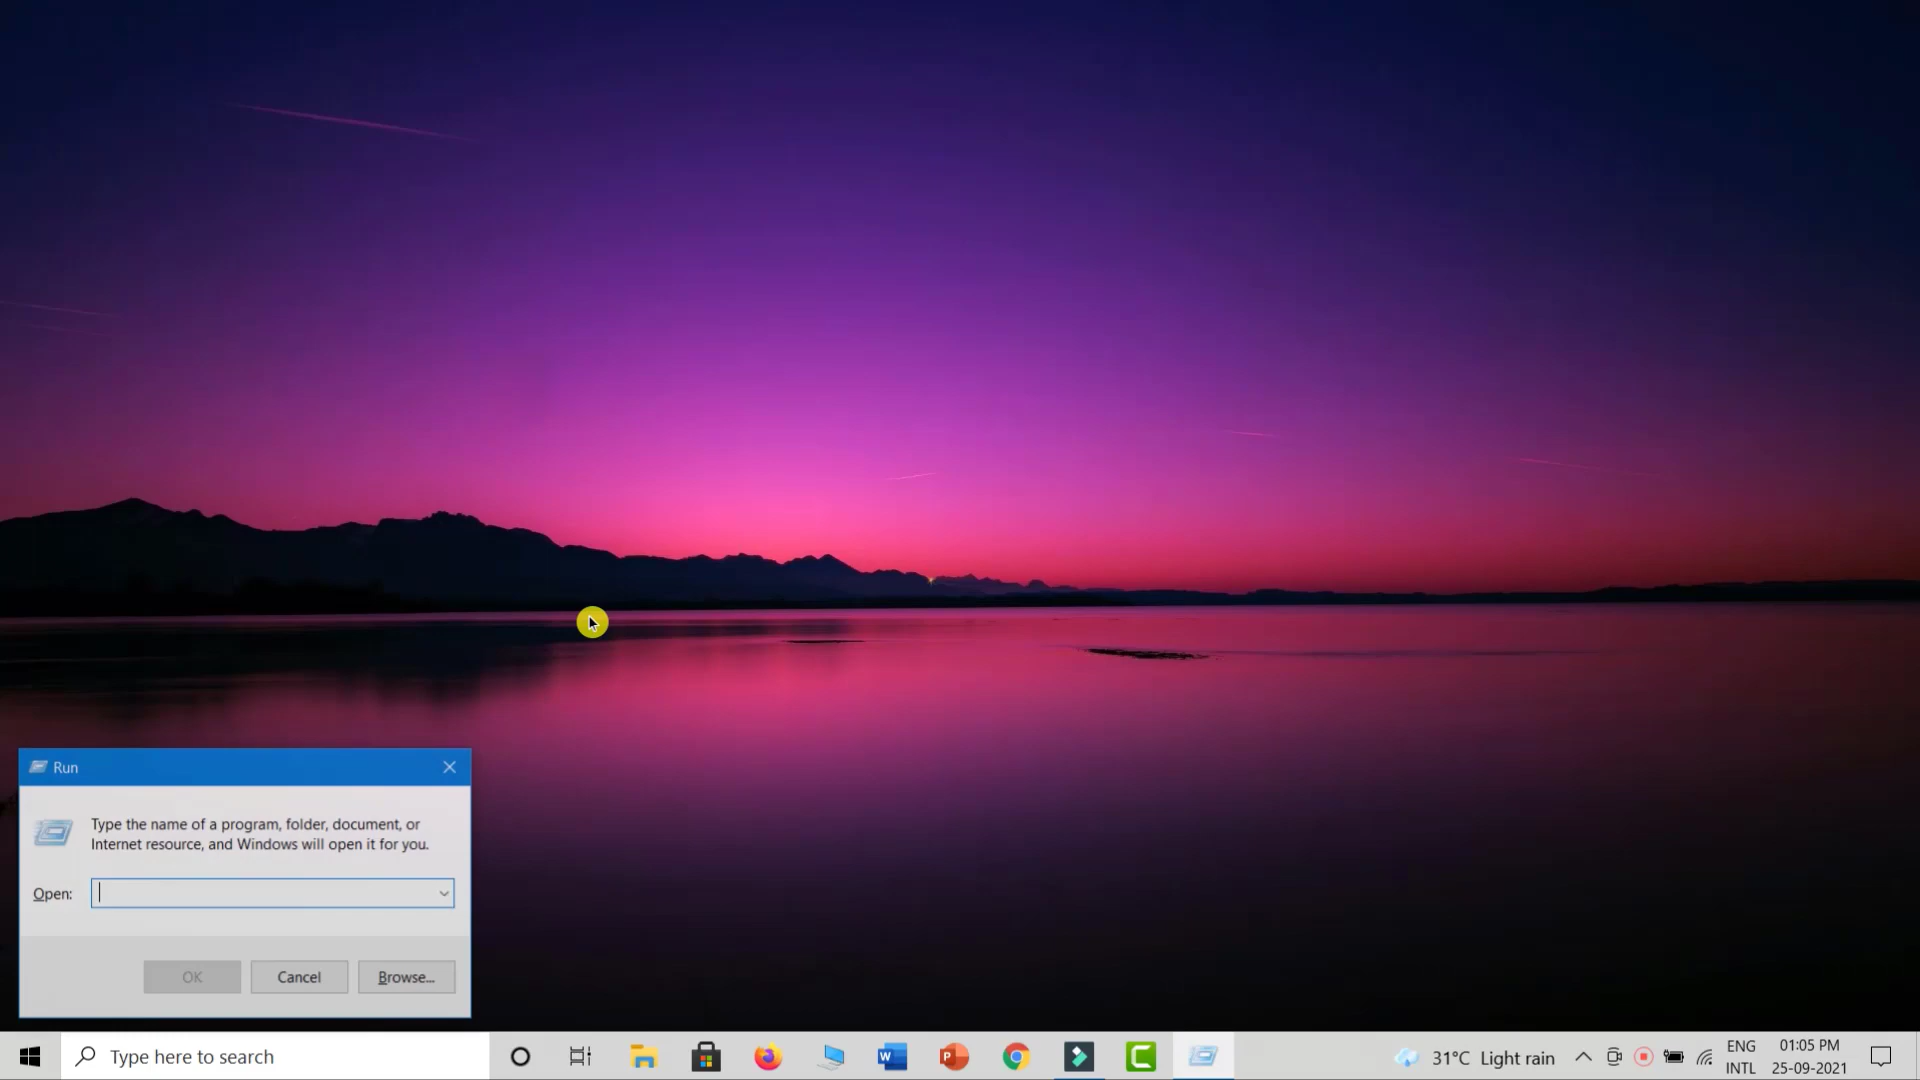 Run
Type the name of a program, folder, document, or
Internet resource, and Windows will open it for you.
Open:
OK
Cancel
Browse...
Type here to search
W
P
31°C Light rain
ENG
INTL
01:05 PM
25-09-2021